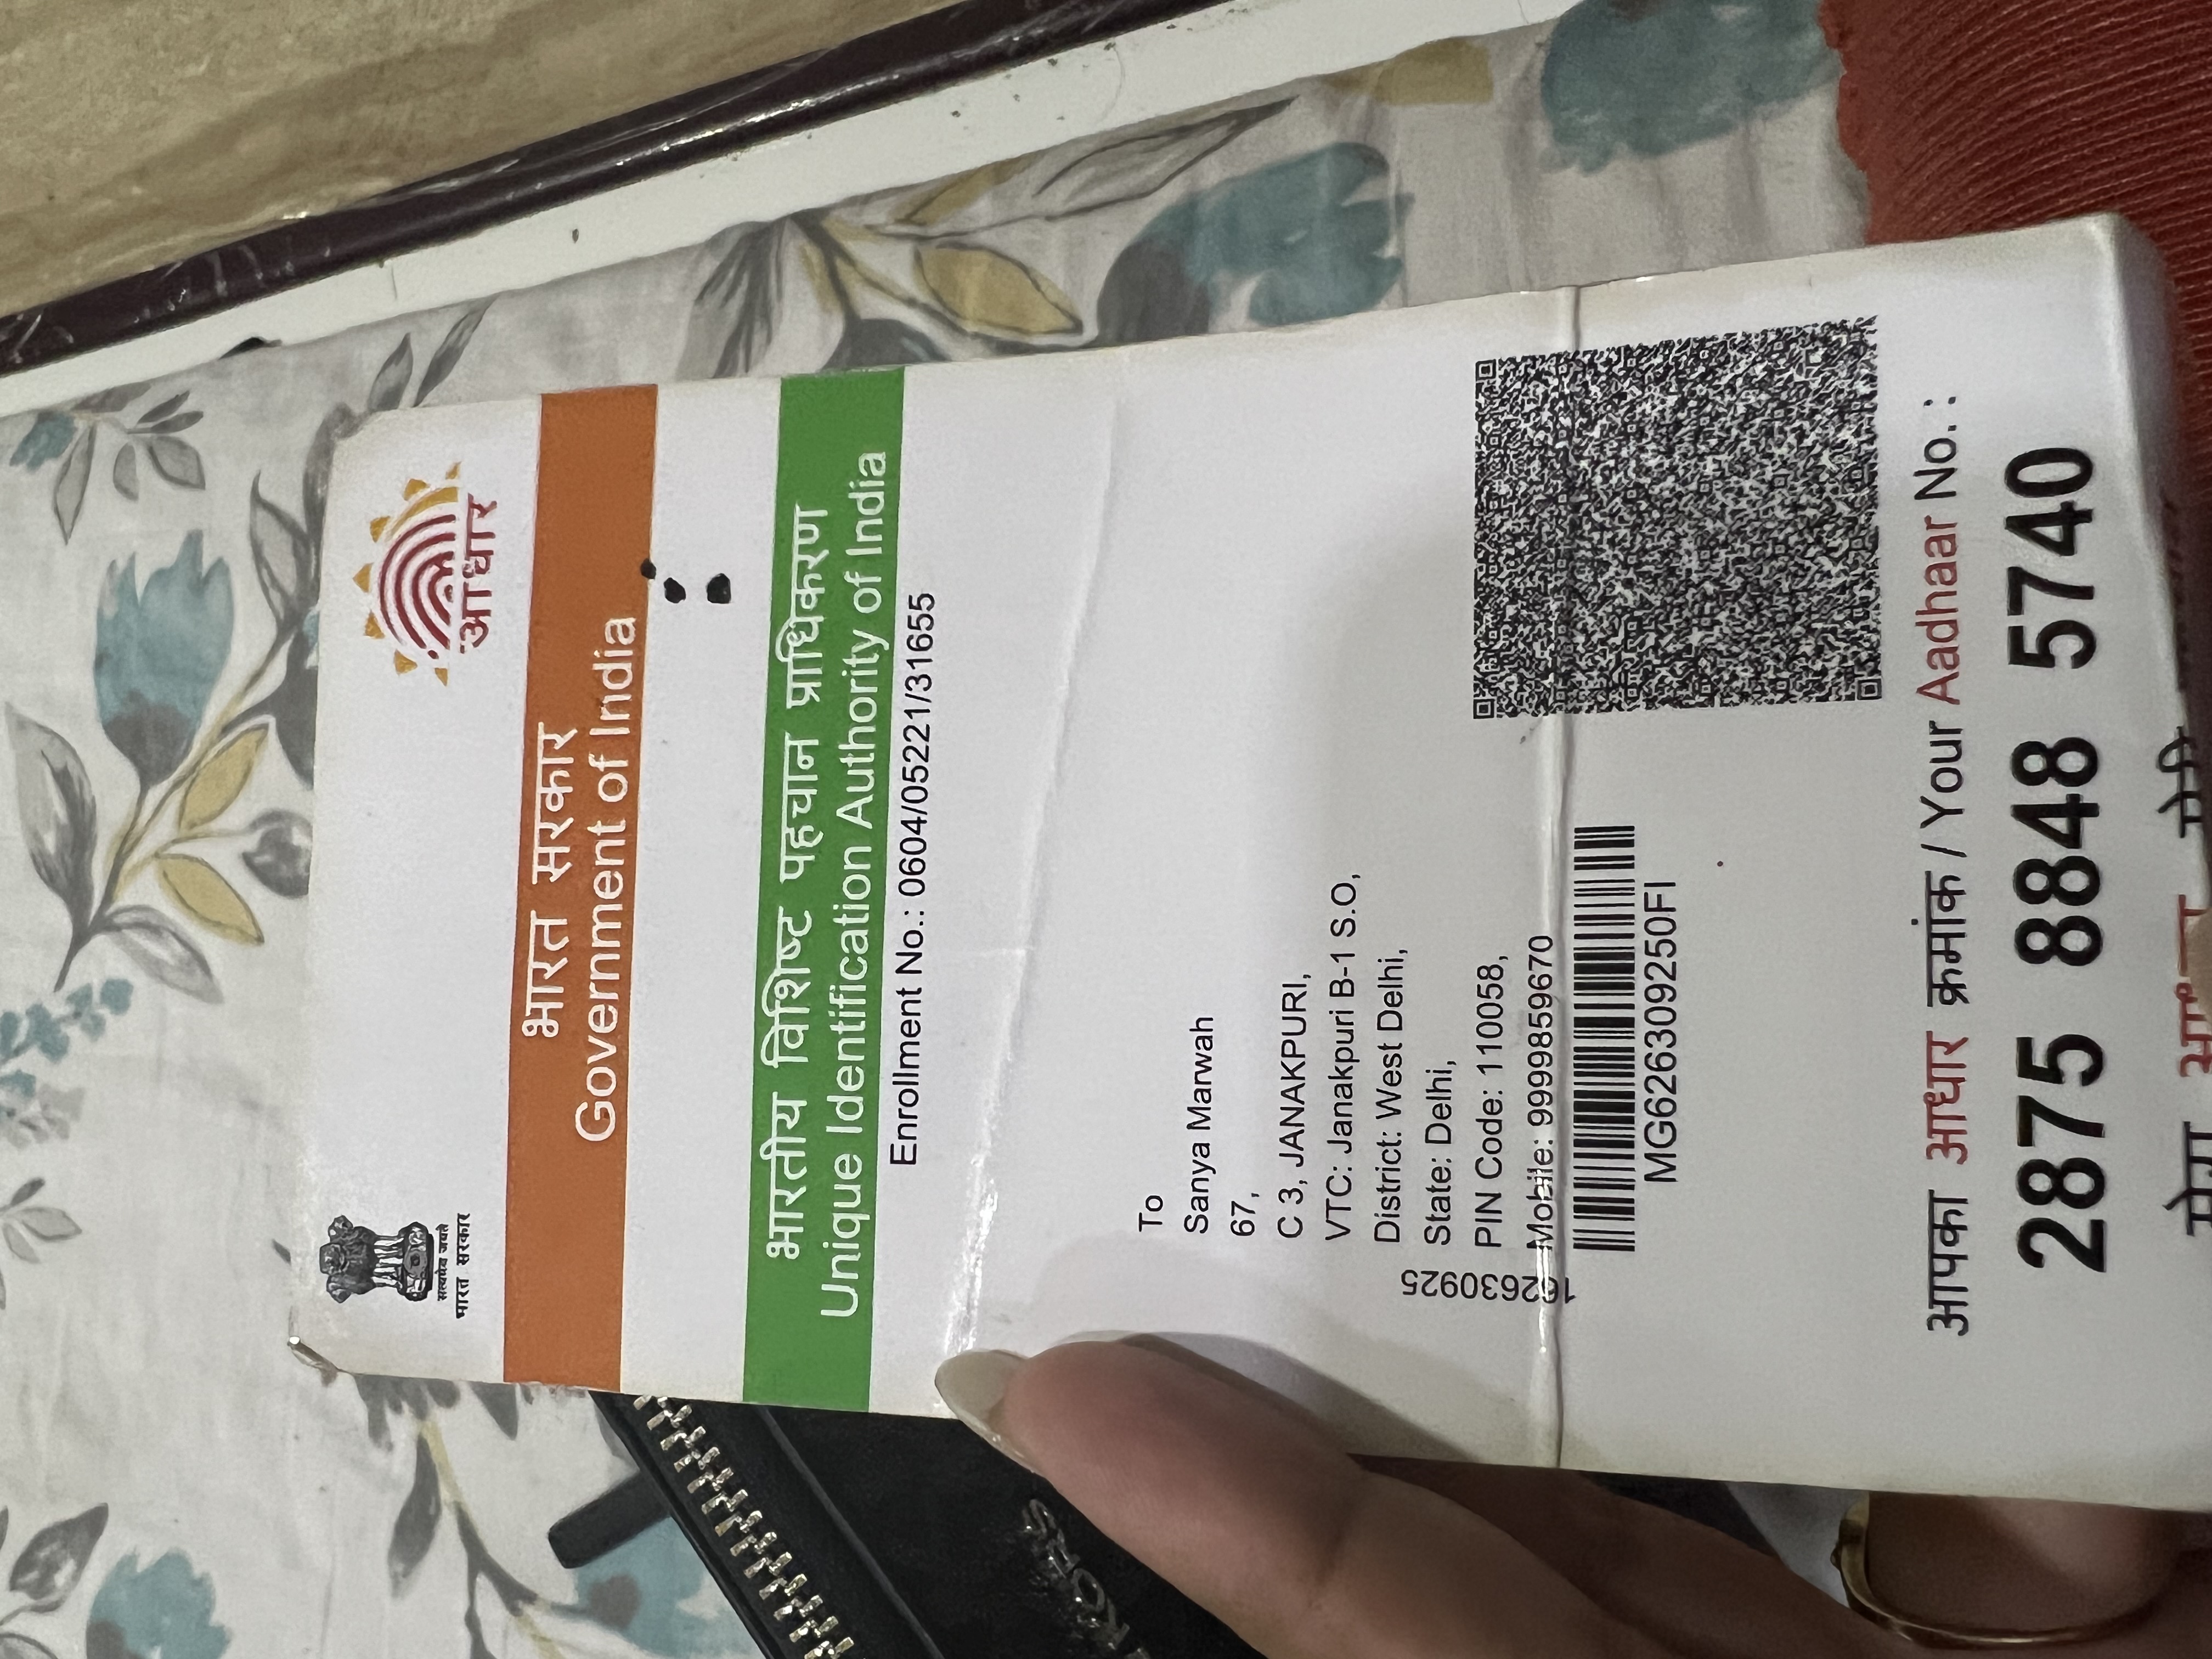 सत्यमेव जयते
भारत सरकार
आधार
भारत सरकार
Government of India
भारतीय विशिष्ट पहचान प्राधिकरण
Unique Identification Authority of India
Enrollment No.: 0604/05221/31655
To
Sanya Marwah
67,
C 3, JANAKPURI,
VTC: Janakpuri B-1 S.O,
District: West Delhi,
State: Delhi,
PIN Code: 110058,
Mobile: 9999859670
MG626309250FI
आपका आधार क्रमांक / Your Aadhaar No. :
2875 8848 5740